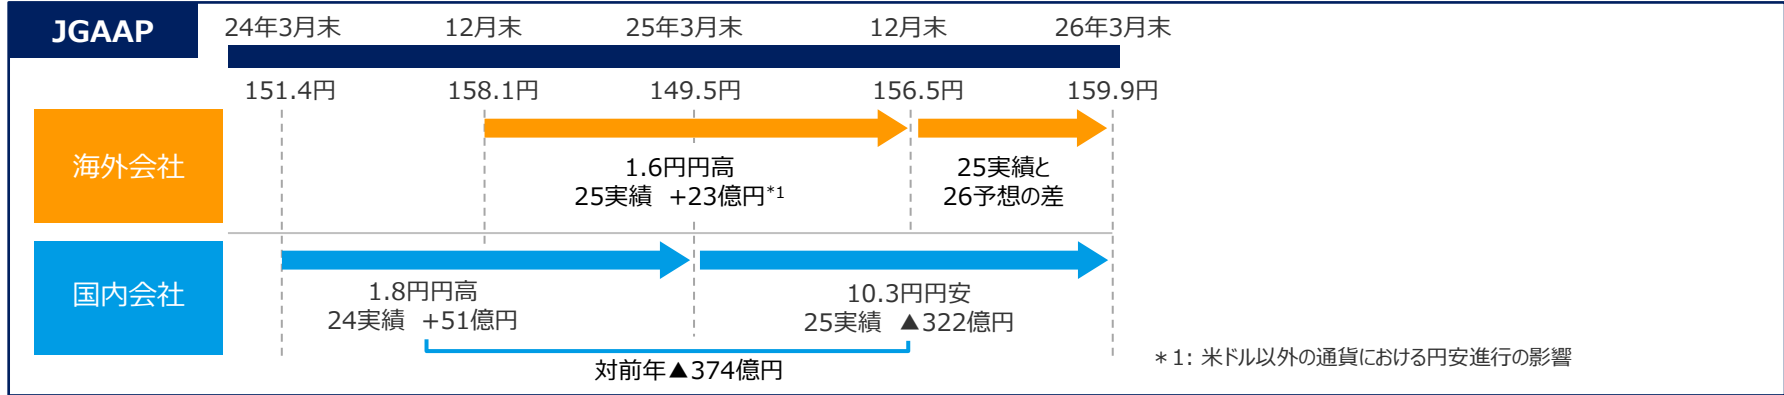 JGAAP
24年3月末 12月末 25年3月末 12月末 26年3月末
151.4円 158.1円 149.5円 156.5円 159.9円
海外会社
1.6円円高
25実績 +23億円*1
25実績と
26予想の差
国内会社
1.8円円高
24実績 +51億円
10.3円円安
25実績 ▲322億円
対前年▲374億円
*1: 米ドル以外の通貨における円安進行の影響